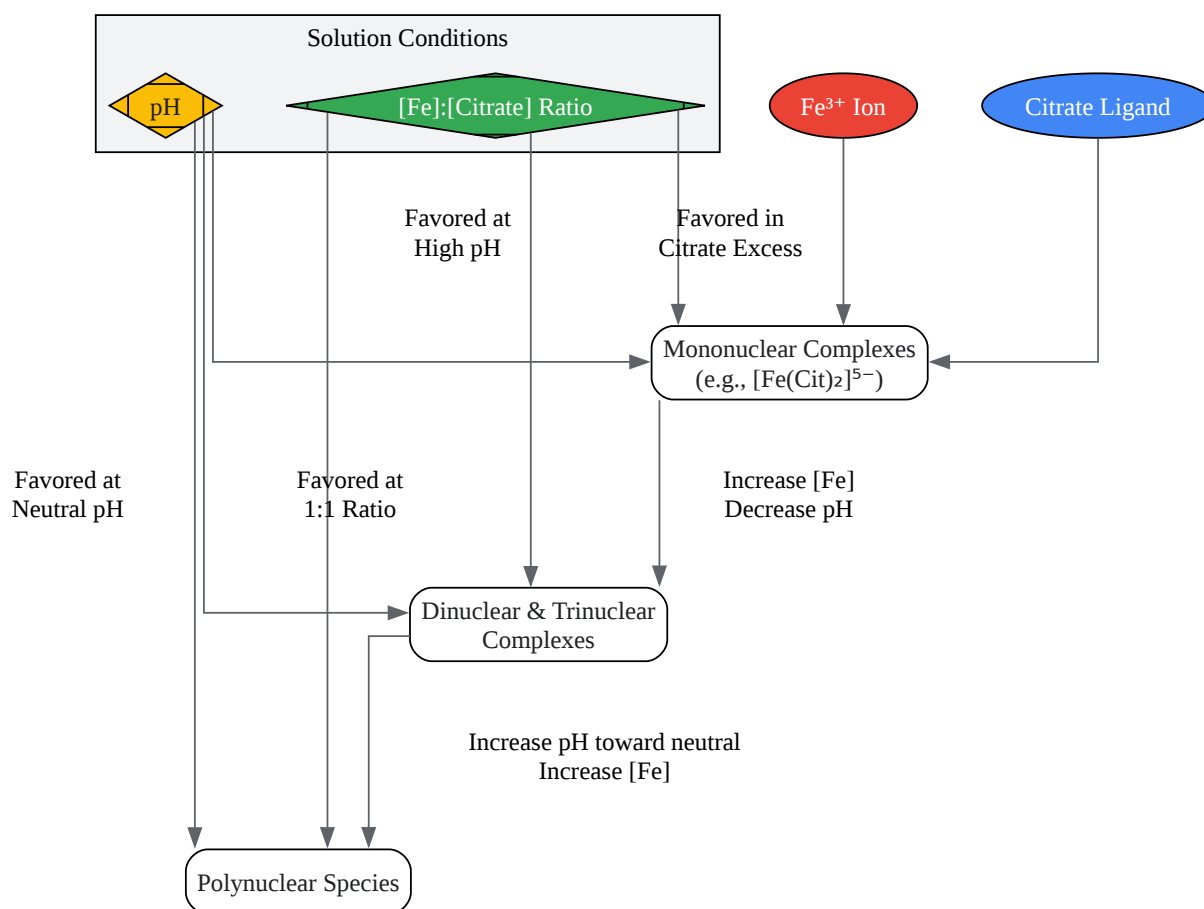 Solution Conditions
pH
[Fe]:[Citrate] Ratio
Fe³⁺ Ion
Citrate Ligand
Favored at
High pH
Favored in
Citrate Excess
Mononuclear Complexes
(e.g., [Fe(Cit)₂]⁵⁻)
Favored at
Neutral pH
Favored at
1:1 Ratio
Increase [Fe]
Decrease pH
Dinuclear & Trinuclear
Complexes
Increase pH toward neutral
Increase [Fe]
Polynuclear Species